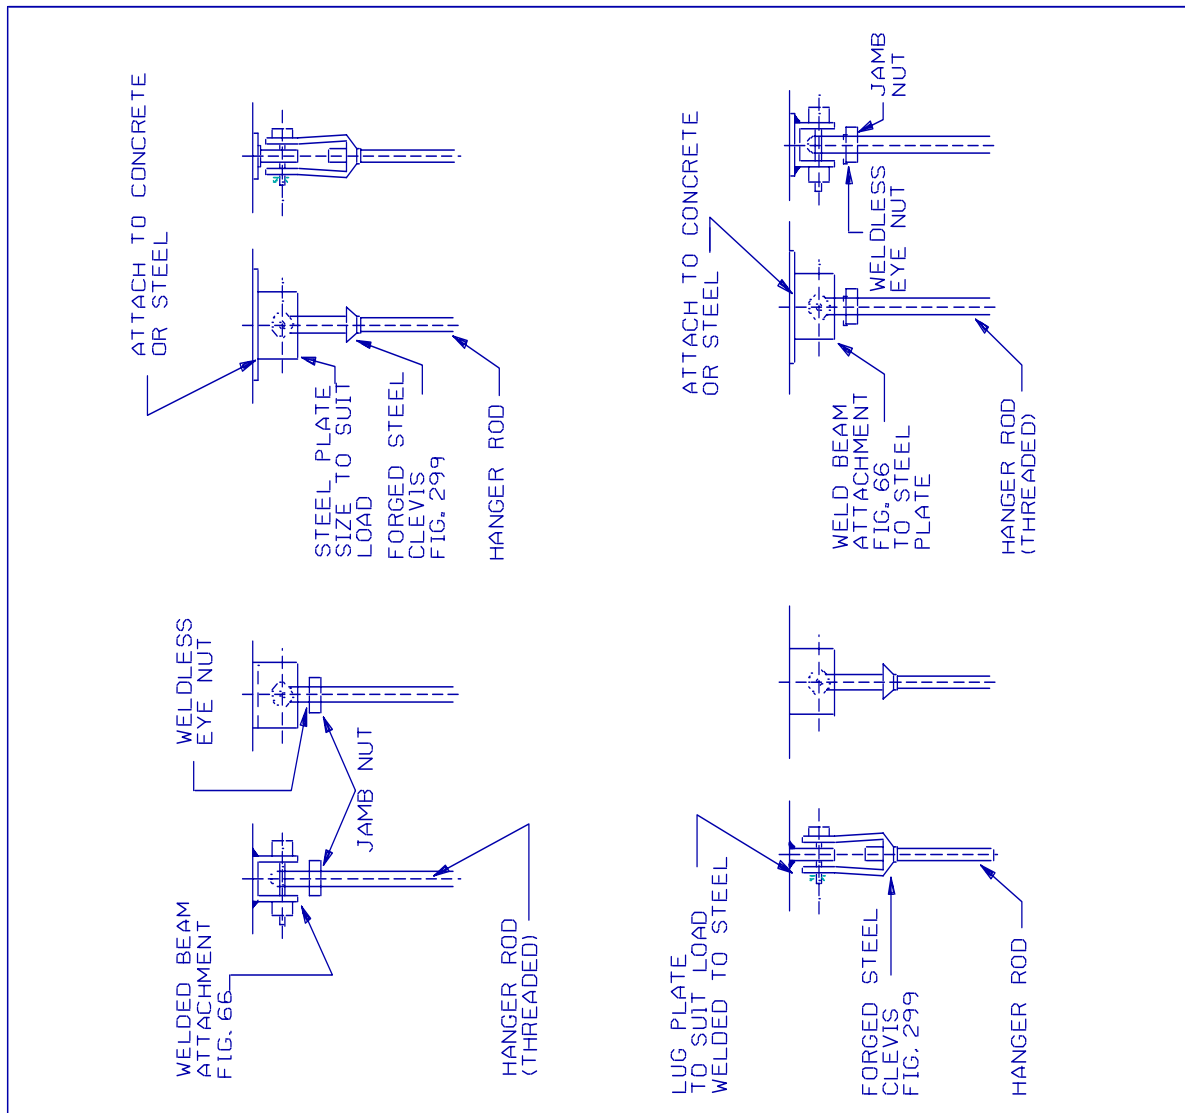 WELDED BEAM
ATTACHMENT
FIG. 66
WELDLESS
EYE NUT
JAMB NUT
HANGER ROD
(THREADED)
ATTACH TO CONCRETE
OR STEEL
STEEL PLATE
SIZE TO SUIT
LOAD
FORGED STEEL
CLEVIS
FIG. 299
HANGER ROD
LUG PLATE
TO SUIT LOAD
WELDED TO STEEL
FORGED STEEL
CLEVIS
FIG. 299
HANGER ROD
ATTACH TO CONCRETE
OR STEEL
JAMB
NUT
WELDLESS
EYE NUT
WELD BEAM
ATTACHMENT
FIG. 66
TO STEEL
PLATE
HANGER ROD
(THREADED)